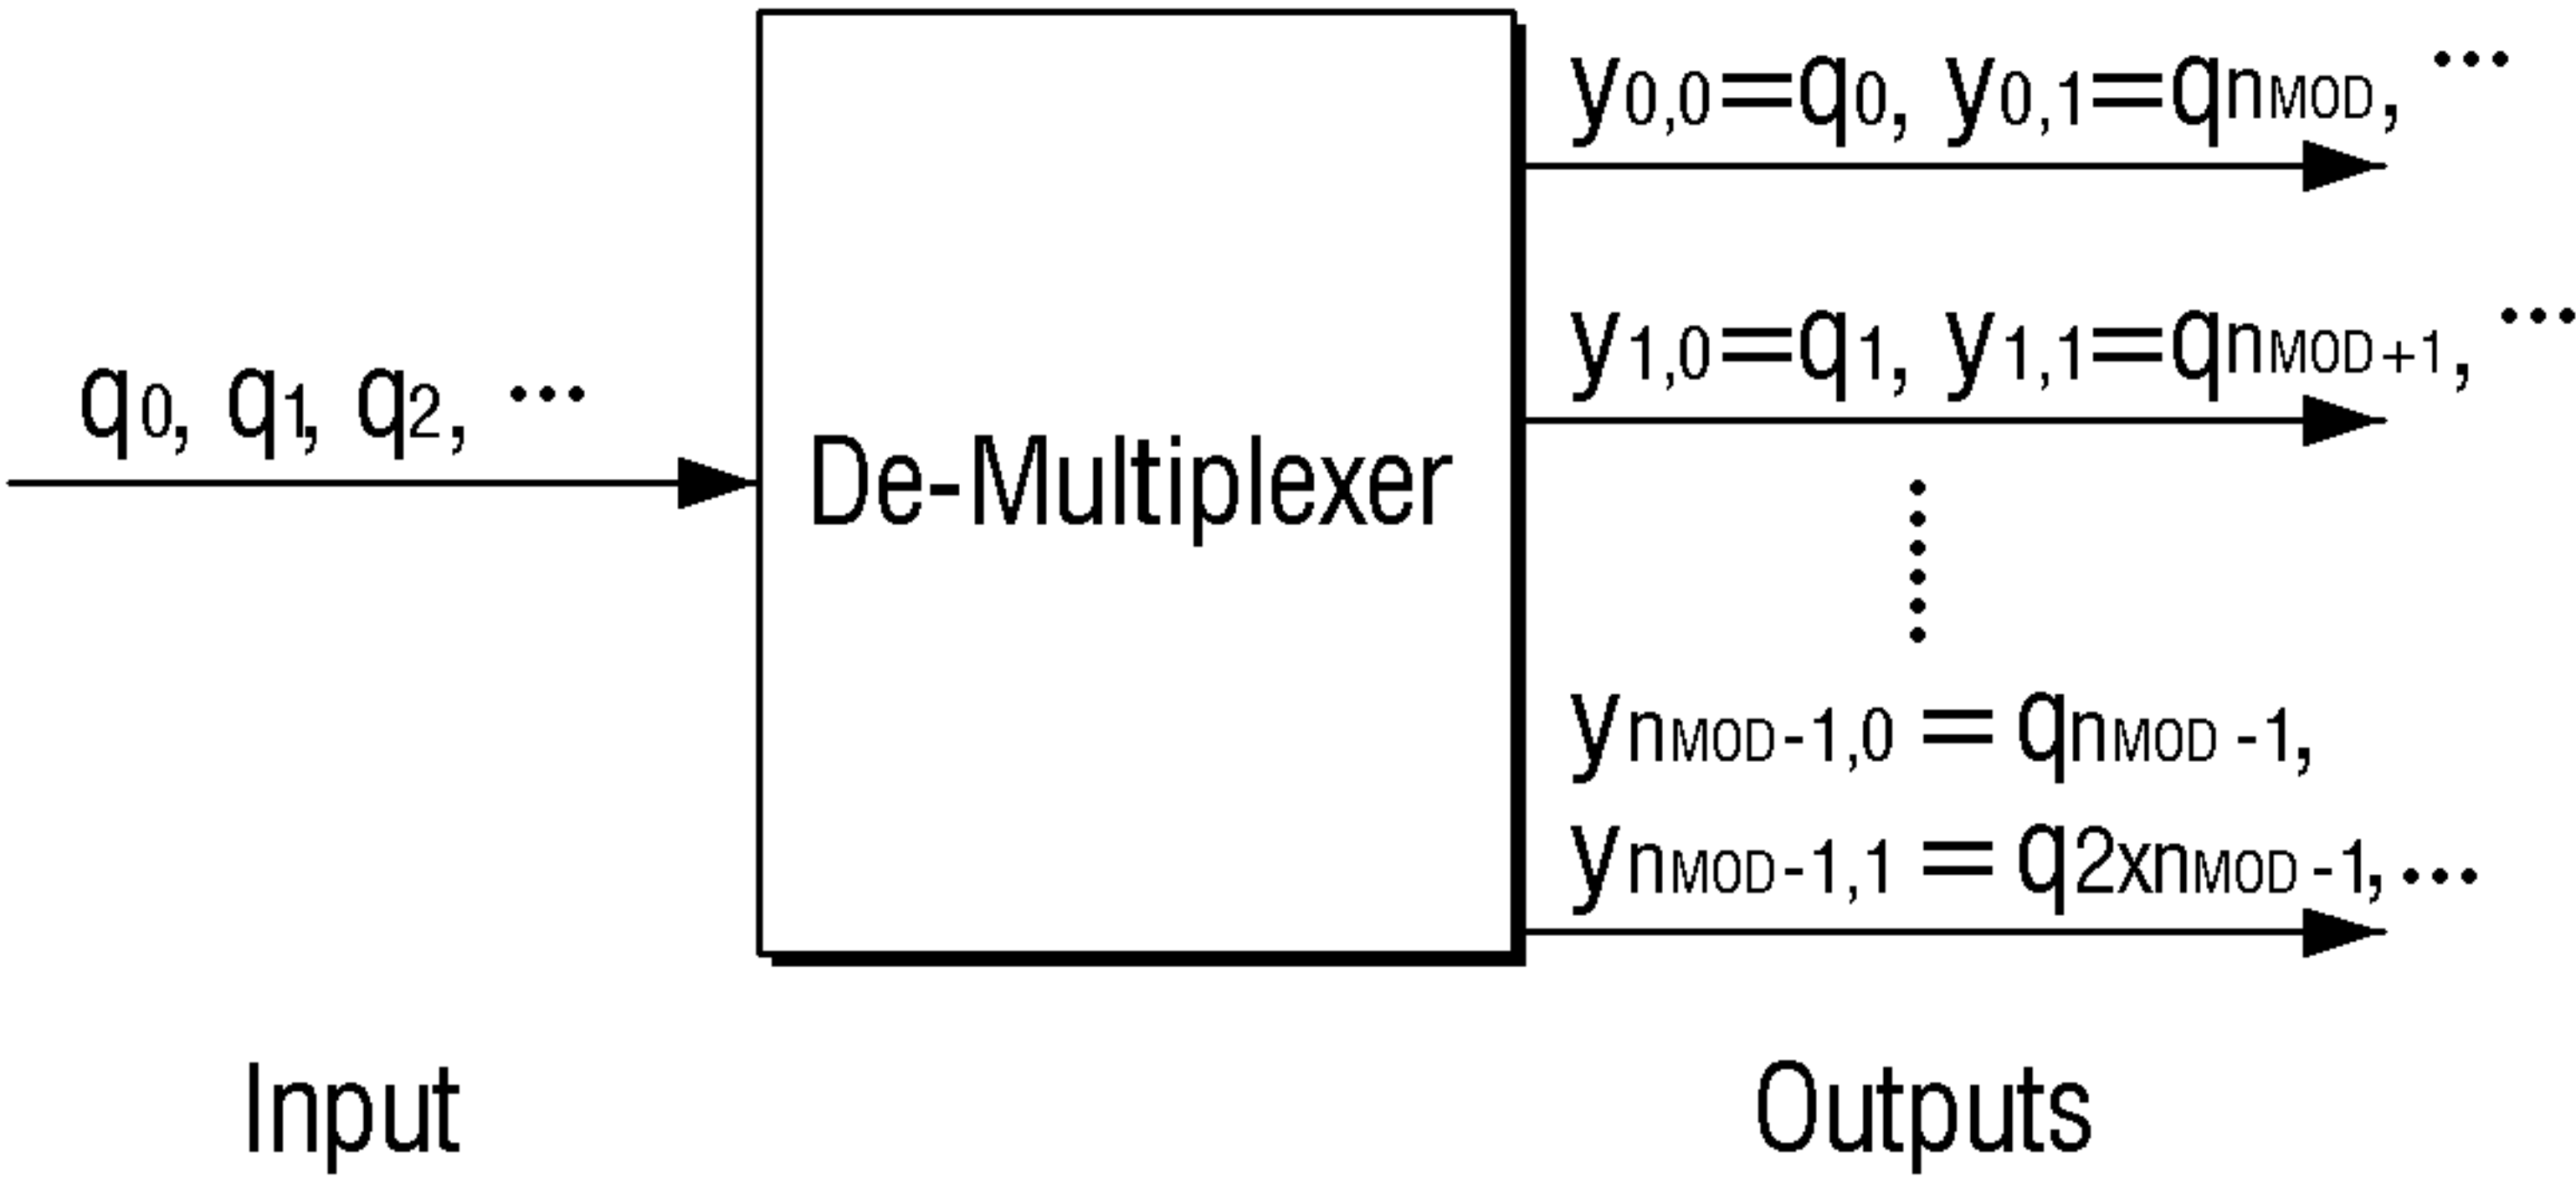 q0, q1, q2, ...
De-Multiplexer
y0,0=q0, y0,1=qnMOD, ...
y1,0=q1, y1,1=qnMOD+1, ...
ynMOD-1,0 = qnMOD -1,
ynMOD-1,1 = q2xnMOD -1, ...
Input
Outputs